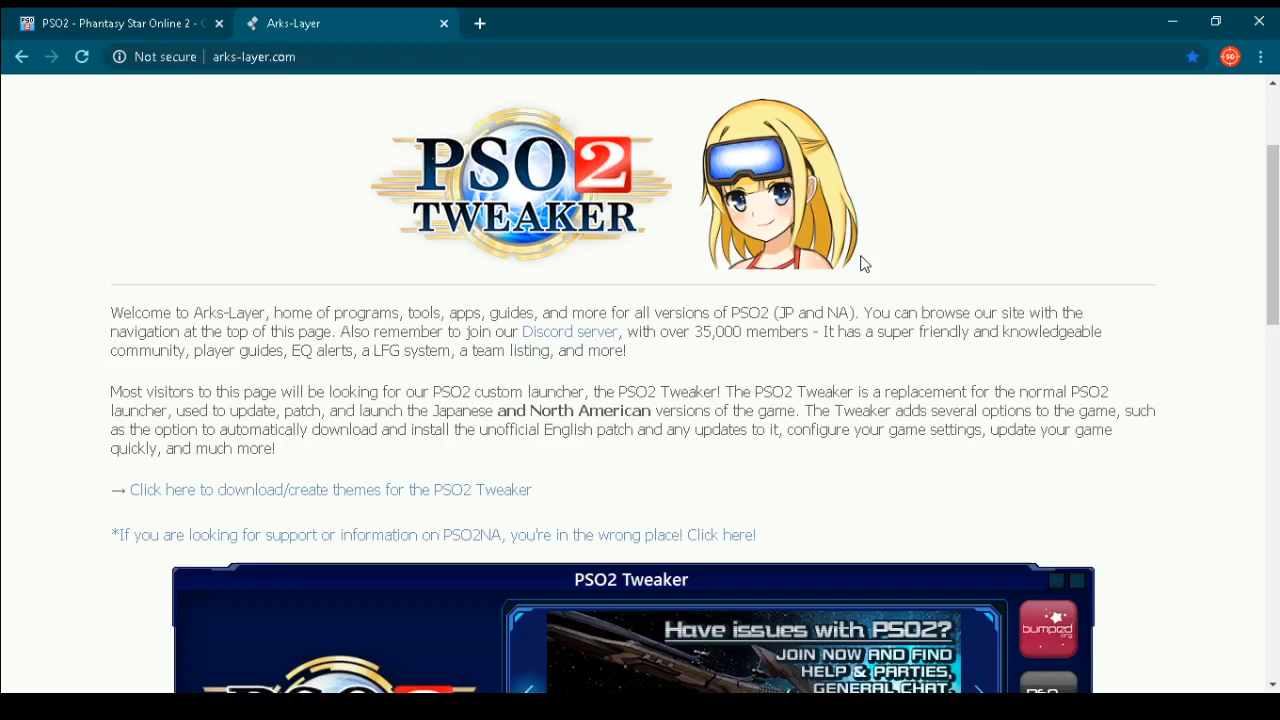 PSO2 - Phantasy Star Online 2 -
Arks-Layer
Not secure
arks-layer.com
PSO2
TWEAKER
Welcome to Arks-Layer, home of programs, tools, apps, guides, and more for all versions of PSO2 (JP and NA). You can browse our site with the
navigation at the top of this page. Also remember to join our Discord server, with over 35,000 members - It has a super friendly and knowledgeable
community, player guides, EQ alerts, a LFG system, a team listing, and more!
Most visitors to this page will be looking for our PSO2 custom launcher, the PSO2 Tweaker! The PSO2 Tweaker is a replacement for the normal PSO2
launcher, used to update, patch, and launch the Japanese and North American versions of the game. The Tweaker adds several options to the game, such
as the option to automatically download and install the unofficial English patch and any updates to it, configure your game settings, update your game
quickly, and much more!
→ Click here to download/create themes for the PSO2 Tweaker
*If you are looking for support or information on PSO2NA, you're in the wrong place! Click here!
PSO2 Tweaker
Have issues with PSO2?
JOIN NOW AND FIND
HELP & PARTIES,
GENERAL CHAT,
bumped
.org